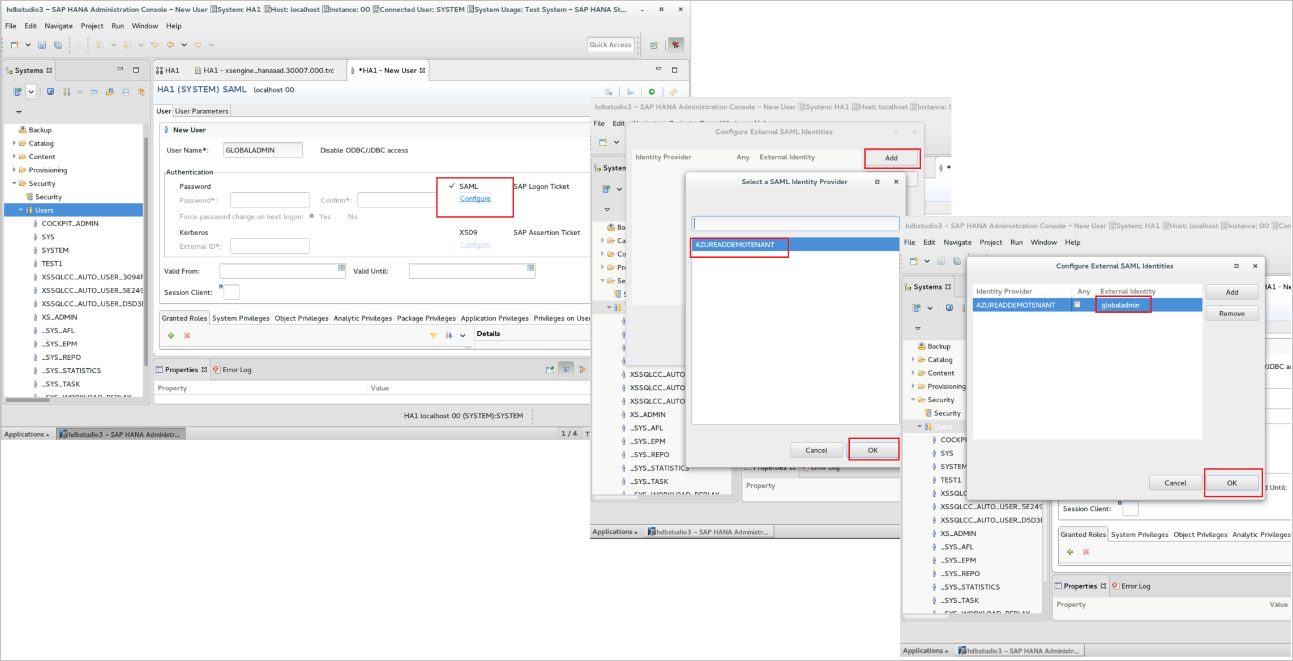 hdbstudio3 – SAP HANA Administration Console – New User System: HA1 Host: localhost Instance: 00 Connected User: SYSTEM System Usage: Test System – SAP HANA St...
File Edit Navigate Project Run Window Help
Quick Access
Systems
HA1 HA1 - xsengine_hanaaad.30007.000.trc *HA1 - New User
HA1 (SYSTEM) SAML localhost 00
User User Parameters
New User
User Name*: GLOBALADMIN Disable ODBC/JDBC access
Authentication
Password SAML SAP Logon Ticket
Password*: Confirm*: Configure
Force password change on next logon: Yes No
Kerberos X509 SAP Assertion Ticket
External ID*: Configure
Valid From: Valid Until:
Session Client:
Granted Roles System Privileges Object Privileges Analytic Privileges Package Privileges Application Privileges Privileges on User
Details
Properties Error Log
Property Value
HA1 localhost 00 (SYSTEM):SYSTEM
Backup
Catalog
Content
Provisioning
Security
Security
Users
COCKPIT_ADMIN
SYS
SYSTEM
TEST1
XSSQLCC_AUTO_USER_3094F
XSSQLCC_AUTO_USER_5E249
XSSQLCC_AUTO_USER_D5D3E
XS_ADMIN
_SYS_AFL
_SYS_EPM
_SYS_REPO
_SYS_STATISTICS
_SYS_TASK
_SYS_WORKLOAD_REPLAY
Applications hdbstudio3 – SAP HANA Administr... 1 / 4
hdbstudio3 – SAP HANA Administration Console – New User System: HA1 Host: localhost Instance: 0
File Edit
Configure External SAML Identities
Identity Provider Any External Identity Add
Select a SAML Identity Provider
AZUREADDEMOTENANT
Cancel OK
System
Ba
Ca
Co
Pr
Se
XSSQLCC_AUTO
XSSQLCC_AUTO
XSSQLCC_AUTO
XS_ADMIN
_SYS_AFL
_SYS_EPM
_SYS_REPO
_SYS_STATISTICS
_SYS_TASK
_SYS_WORKLOAD_REPLAY
Properties Error Log
Property
Applications hdbstudio3 – SAP HANA Administr...
hdbstudio3 – SAP HANA Administration Console – New User System: HA1 Host: localhost Instance: 00 Con
File Edit Navigate Project Run Window Help
Configure External SAML Identities
Identity Provider Any External Identity Add
AZUREADDEMOTENANT globaladmin
Remove
Cancel OK
Systems HA1 - Ne
Backup
Catalog
Content
Provisioning
Security
Security
Users
COCKPI
SYS
SYSTEM
TEST1
XSSQLC
XSSQLCC_AUTO_USER_5E249
XSSQLCC_AUTO_USER_D5D3E
XS_ADMIN
_SYS_AFL
_SYS_EPM
_SYS_REPO
_SYS_STATISTICS
_SYS_TASK
_SYS_WORKLOAD_REPLAY
JDBC a
d Until:
Session Client:
Granted Roles System Privileges Object Privileges Analytic Privileges
Properties Error Log
Property Value
Applications hdbstudio3 – SAP HANA Administr...